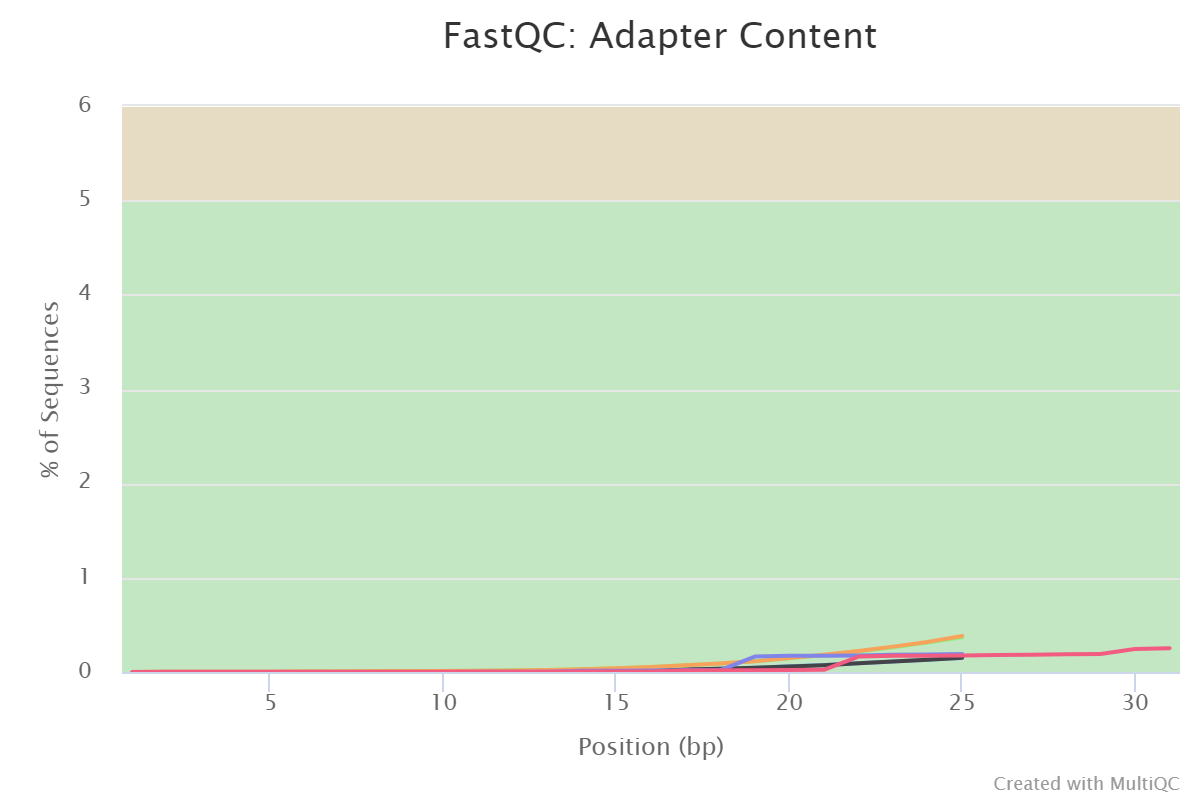 FastQC: Adapter Content
6
5
4
3
2
1
0
% of Sequences
5 10 15 20 25 30
Position (bp)
Created with MultiQC